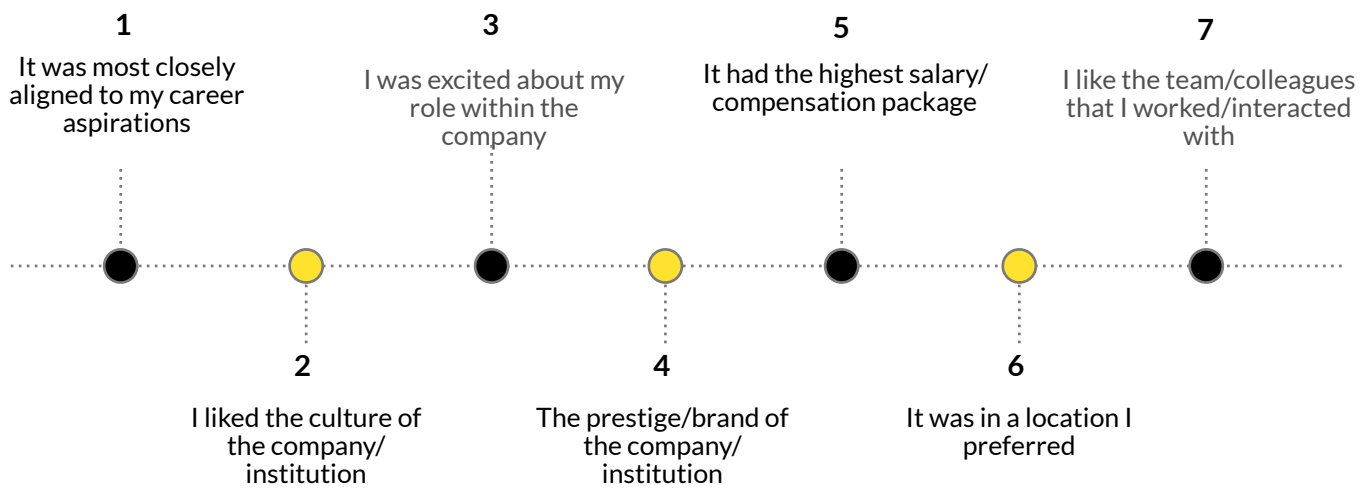 1
It was most closely
aligned to my career
aspirations
2
I liked the culture of
the company/
institution
3
I was excited about my
role within the
company
4
The prestige/brand of
the company/
institution
5
It had the highest salary/
compensation package
6
It was in a location I
preferred
7
I like the team/colleagues
that I worked/interacted
with